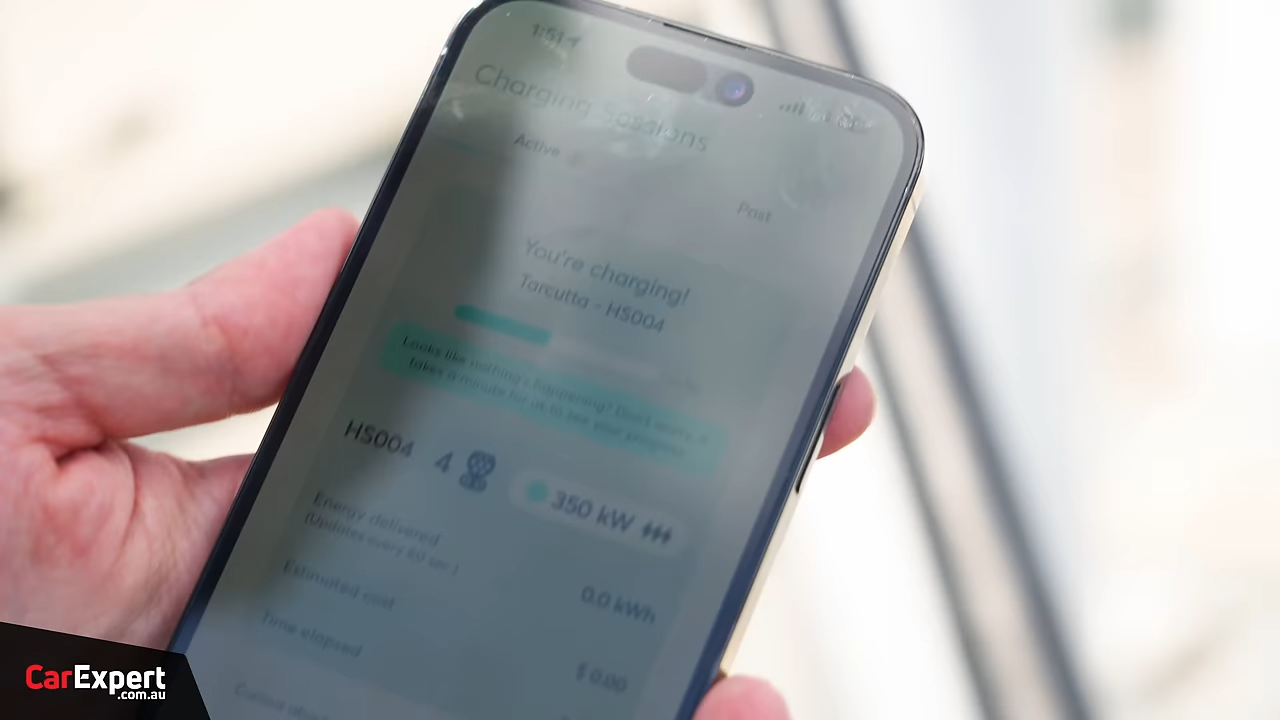 1:51
Charging Sessions
Active
Past
You're charging!
Tarcutta - HS004
Looks like nothing's happening? Don't worry, it
takes a minute for us to see your progress.
HS004 4 350 kW
Energy delivered
(Updates every 60 sec.)
0.0 kWh
Estimated cost
$ 0.00
Time elapsed
CarExpert
.com.au